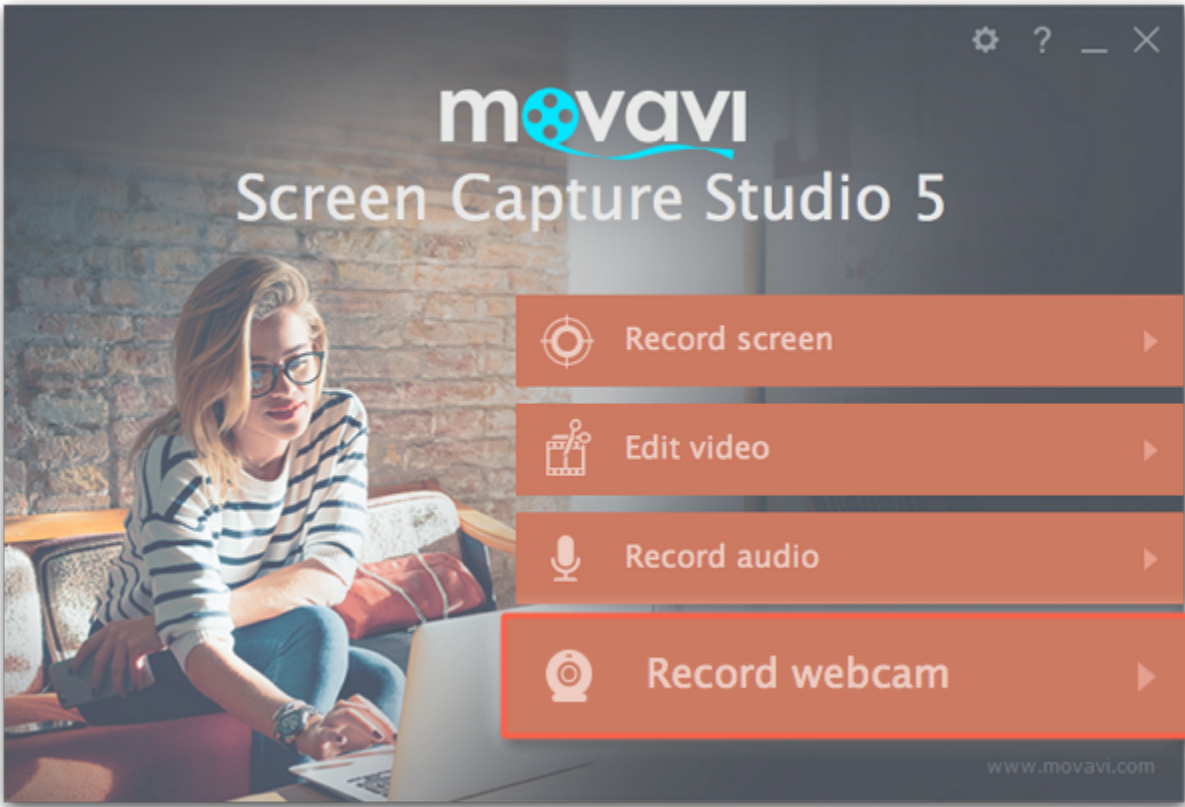 movavi
Screen Capture Studio 5
Record screen
Edit video
Record audio
Record webcam
www.movavi.com